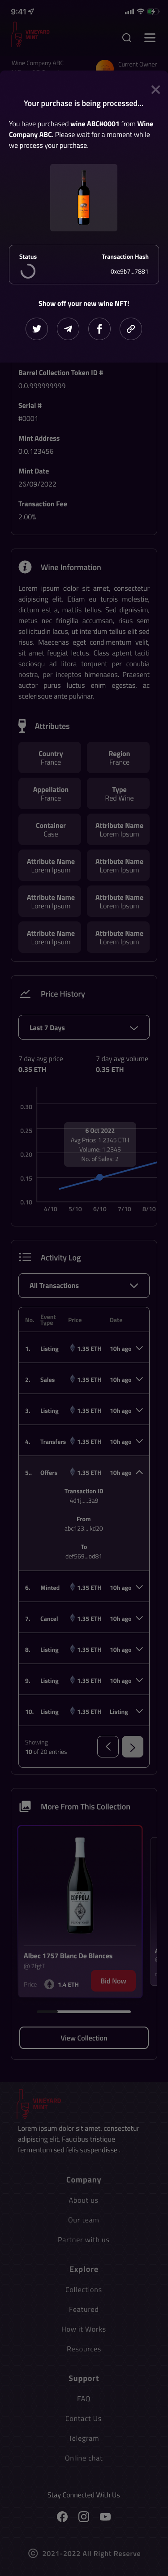 9:41
Wine Company ABC
Current Owner
Your purchase is being processed...
You have purchased wine ABC#0001 from Wine
Company ABC. Please wait for a moment while
we process your purchase.
Status
Transaction Hash
0xe9b7...7881
Show off your new wine NFT!
Barrel Collection Token ID #
0.0.999999999
Serial #
#0001
Mint Address
0.0.123456
Mint Date
26/09/2022
Transaction Fee
2.00%
Wine Information
Lorem ipsum dolor sit amet, consectetur
adipiscing elit. Etiam eu turpis molestie,
dictum est a, mattis tellus. Sed dignissim,
metus nec fringilla accumsan, risus sem
sollicitudin lacus, ut interdum tellus elit sed
risus. Maecenas eget condimentum velit,
sit amet feugiat lectus. Class aptent taciti
sociosqu ad litora torquent per conubia
nostra, per inceptos himenaeos. Praesent
auctor purus luctus enim egestas, ac
scelerisque ante pulvinar.
Attributes
Country
France
Region
France
Appellation
France
Type
Red Wine
Container
Case
Attribute Name
Lorem Ipsum
Attribute Name
Lorem Ipsum
Attribute Name
Lorem Ipsum
Attribute Name
Lorem Ipsum
Attribute Name
Lorem Ipsum
Attribute Name
Lorem Ipsum
Attribute Name
Lorem Ipsum
Price History
Last 7 Days
7 day avg price
0.35 ETH
7 day avg volume
0.35 ETH
0.30
0.25
0.20
0.15
0.10
6 Oct 2022
Avg Price: 1.2345 ETH
Volume: 1.2345
No. of Sales: 2
4/10 5/10 6/10 7/10 8/10
Activity Log
All Transactions
No. Event Type Price Date
1. Listing 1.35 ETH 10h ago
2. Sales 1.35 ETH 10h ago
3. Listing 1.35 ETH 10h ago
4. Transfers 1.35 ETH 10h ago
5.. Offers 1.35 ETH 10h ago
Transaction ID
4d1j....3a9
From
abc123....kd20
To
def569...od81
6. Minted 1.35 ETH 10h ago
7. Cancel 1.35 ETH 10h ago
8. Listing 1.35 ETH 10h ago
9. Listing 1.35 ETH 10h ago
10. Listing 1.35 ETH Listing
Showing
10 of 20 entries
More From This Collection
COPPOLA
Albec 1757 Blanc De Blances
Price
1.4 ETH
Bid Now
View Collection
Lorem ipsum dolor sit amet, consectetur
adipiscing elit. Faucibus tristique
fermentum sed felis suspendisse .
Company
About us
Our team
Partner with us
Explore
Collections
Featured
How it Works
Resources
Support
FAQ
Contact Us
Telegram
Online chat
Stay Connected With Us
© 2021-2022 All Right Reserve